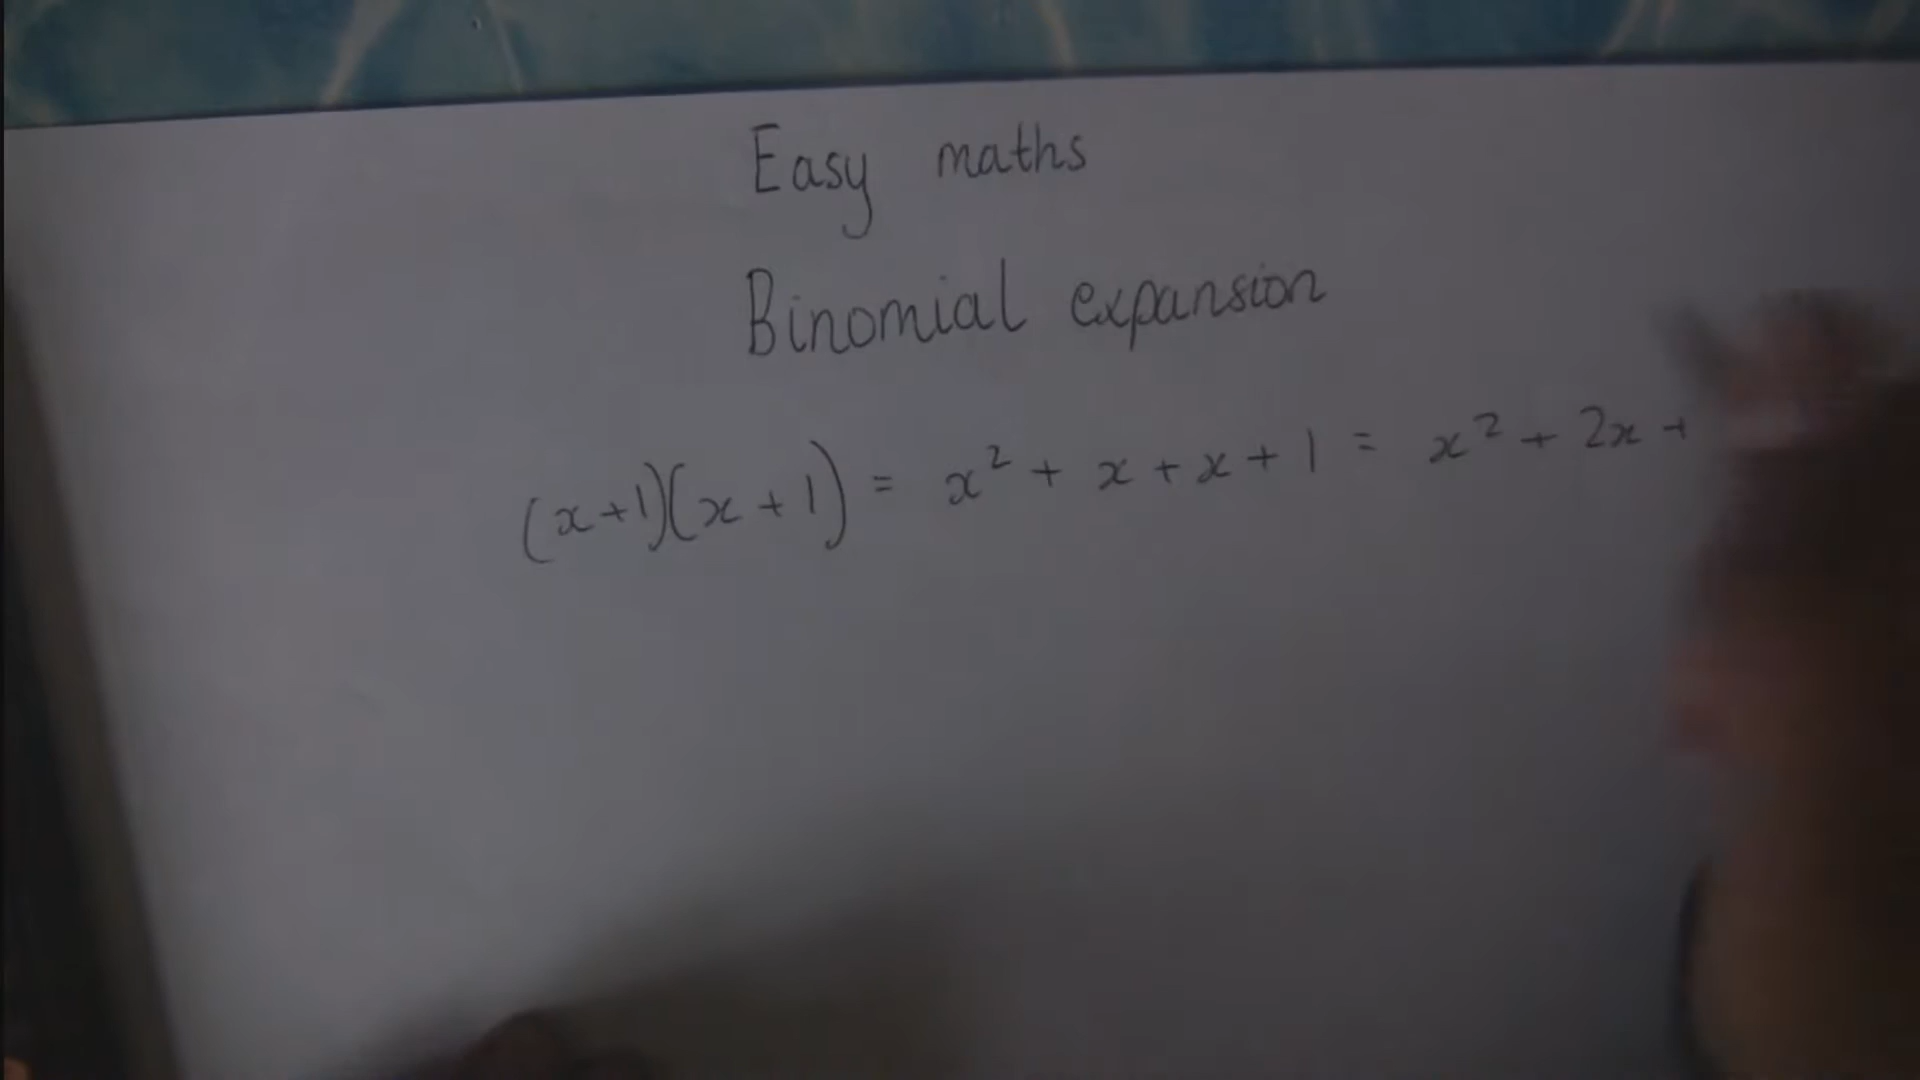 Easy maths
Binomial expansion
(x+1)(x+1) = x² + x + x + 1 = x² + 2x +